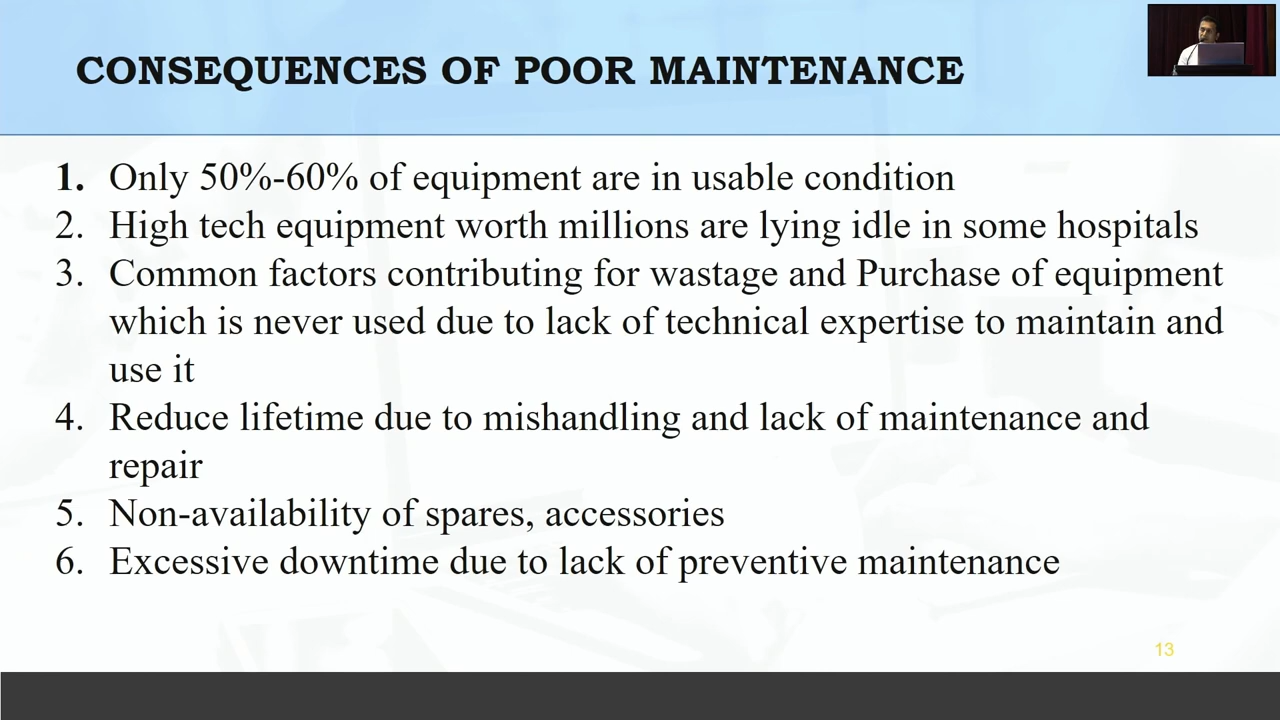 CONSEQUENCES OF POOR MAINTENANCE
1. Only 50%-60% of equipment are in usable condition
2. High tech equipment worth millions are lying idle in some hospitals
3. Common factors contributing for wastage and Purchase of equipment
which is never used due to lack of technical expertise to maintain and
use it
4. Reduce lifetime due to mishandling and lack of maintenance and
repair
5. Non-availability of spares, accessories
6. Excessive downtime due to lack of preventive maintenance
13